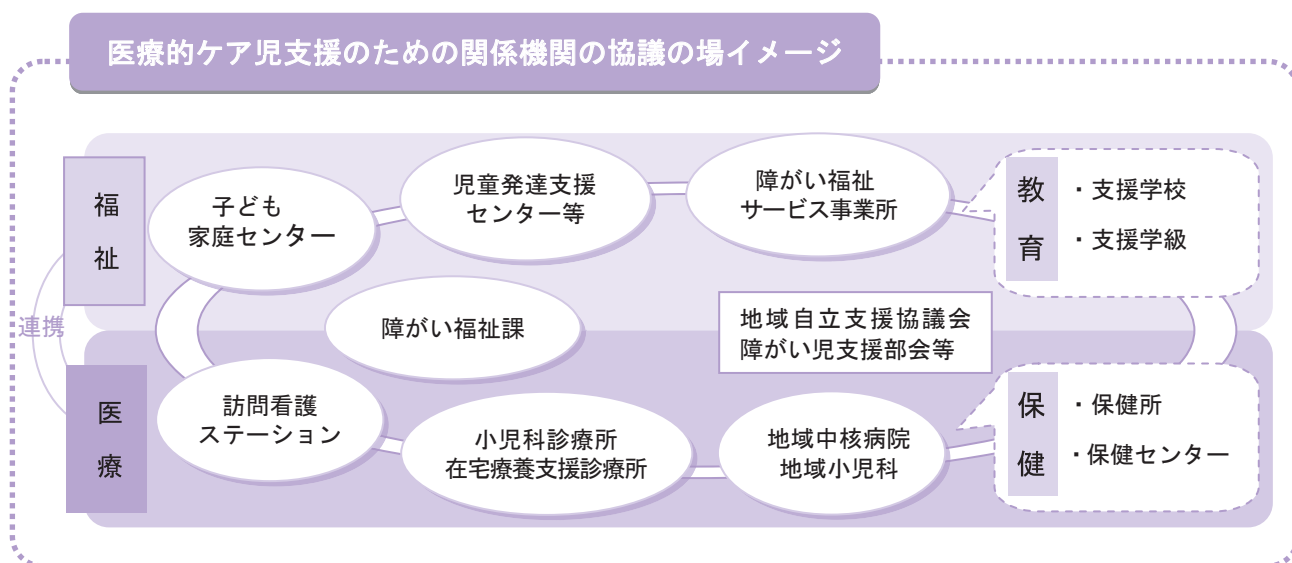 医療的ケア児支援のための関係機関の協議の場イメージ
福祉
子ども
家庭センター
児童発達支援
センター等
障がい福祉
サービス事業所
教育
・支援学校
・支援学級
連携
障がい福祉課
地域自立支援協議会
障がい児支援部会等
医療
訪問看護
ステーション
小児科診療所
在宅療養支援診療所
地域中核病院
地域小児科
保健
・保健所
・保健センター